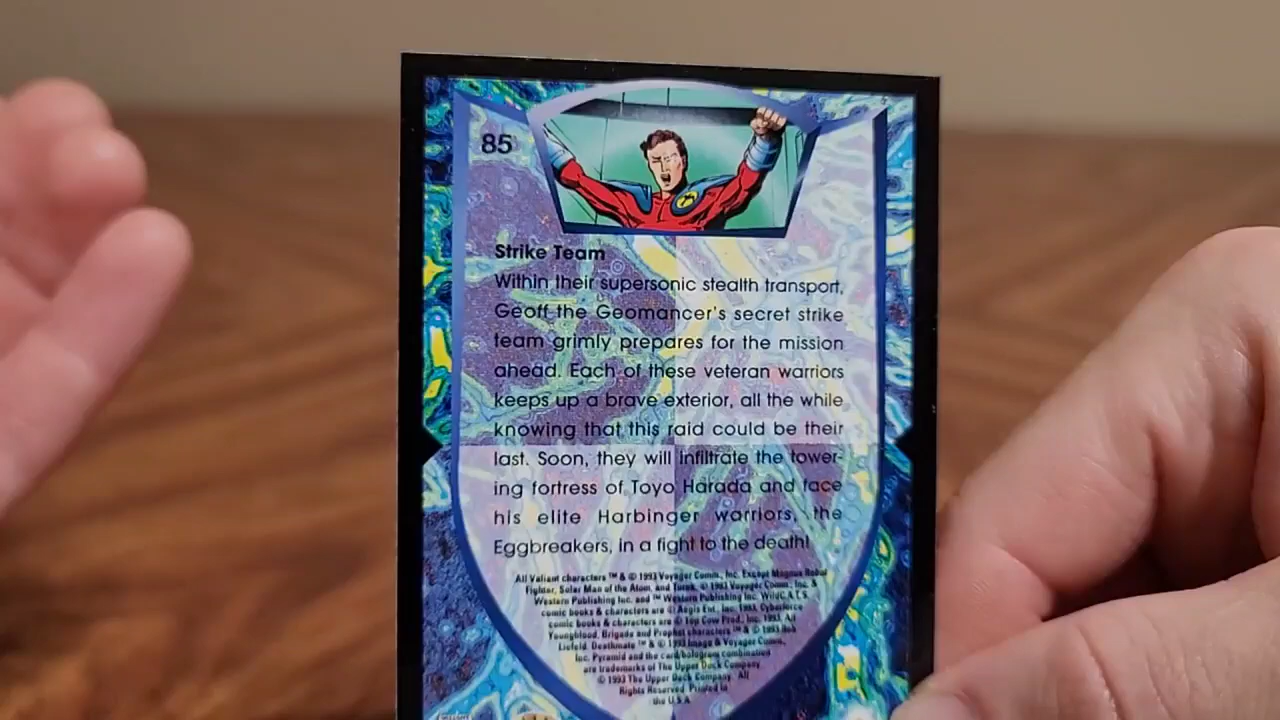 85
Strike Team
Within their supersonic stealth transport,
Geoff the Geomancer's secret strike
team grimly prepares for the mission
ahead. Each of these veteran warriors
keeps up a brave exterior, all the while
knowing that this raid could be their
last. Soon, they will infiltrate the tower-
ing fortress of Toyo Harada and face
his elite Harbinger warriors, the
Eggbreakers, in a fight to the death!
All Valiant characters ™ & © 1993 Voyager Comm., Inc. Except Magnus Robot
Fighter, Solar Man of the Atom, and Turok, © 1993 Voyager Comm., Inc. &
Western Publishing Inc. and ™ Western Publishing Inc. WildC.A.T.S.
comic books & characters are © Aegis Ent., Inc. 1993. Cyberforce
comic books & characters are © Top Cow Prod., Inc. 1993. All
Youngblood, Brigade and Prophet characters ™ & © 1993 Rob
Liefeld. Deathmate ™ & © 1993 Image & Voyager Comm.,
Inc. Pyramid and the card/hologram combination
are trademarks of The Upper Deck Company.
© 1993 The Upper Deck Company. All
Rights Reserved. Printed in
the U.S.A.